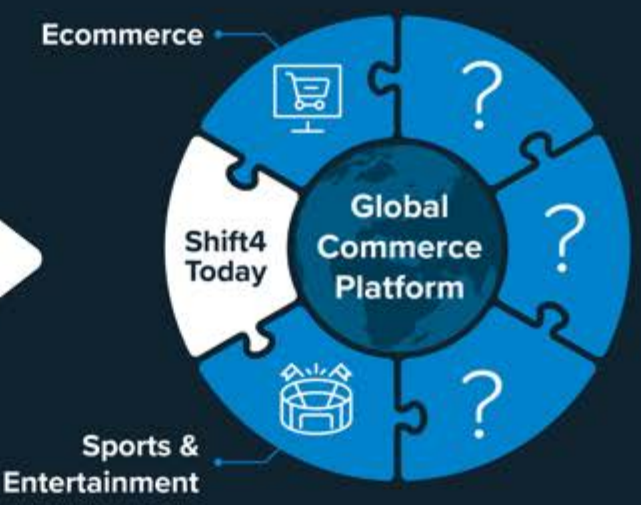 Ecommerce
?
?
?
Shift4
Today
Global
Commerce
Platform
Sports &
Entertainment